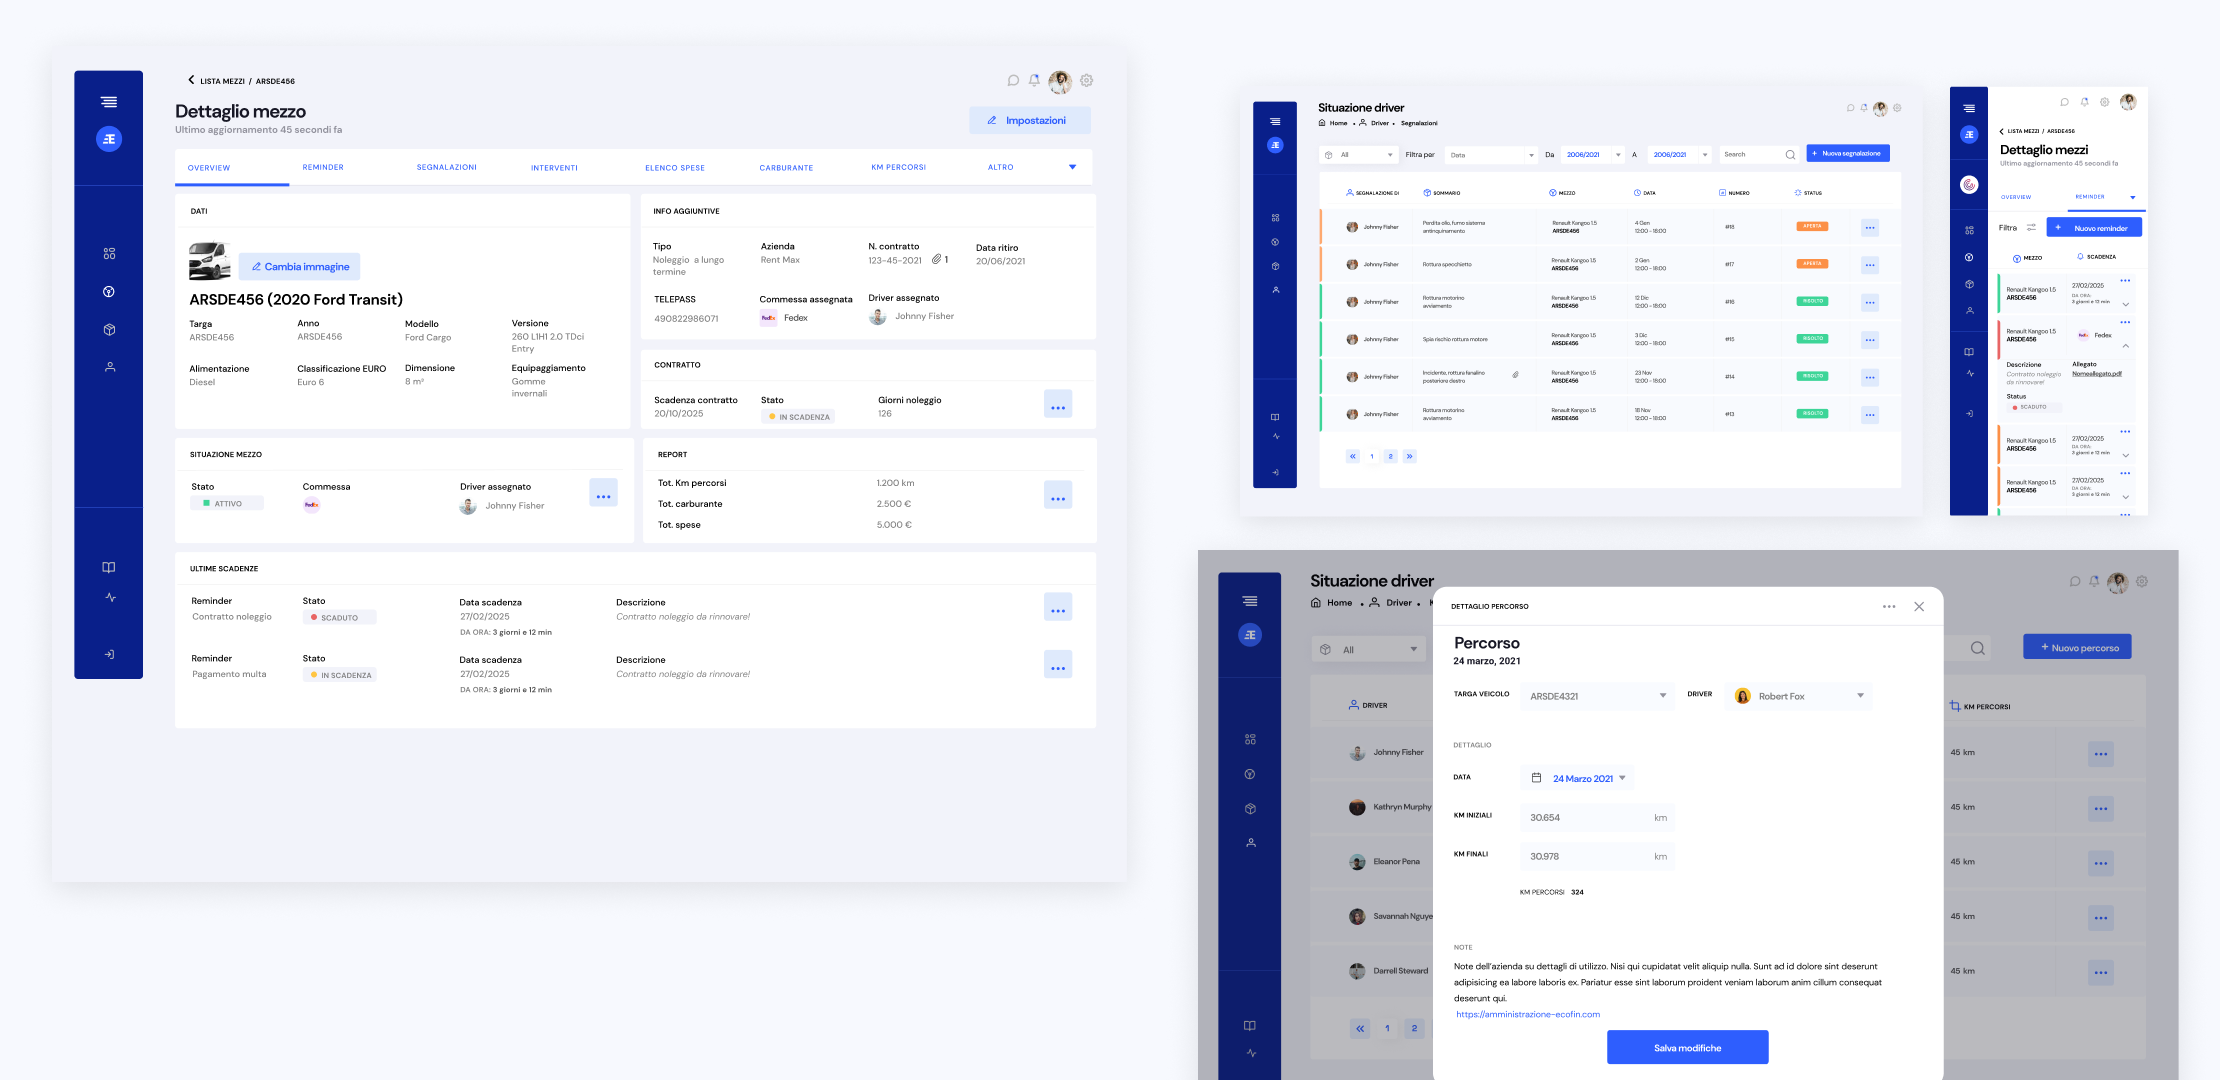 LISTA MEZZI / ARSDE456
Dettaglio mezzo
Ultimo aggiornamento 45 secondi fa
Impostazioni
OVERVIEW REMINDER SEGNALAZIONI INTERVENTI ELENCO SPESE CARBURANTE KM PERCORSI ALTRO
DATI
Cambia immagine
ARSDE456 (2020 Ford Transit)
Targa Anno Modello Versione
ARSDE456 ARSDE456 Ford Cargo 260 L1H1 2.0 TDci
Entry
Alimentazione Classificazione EURO Dimensione Equipaggiamento
Diesel Euro 6 8 m³ Gomme
invernali
INFO AGGIUNTIVE
Tipo Azienda N. contratto Data ritiro
Noleggio a lungo Rent Max 123-45-2021 1 20/06/2021
termine
TELEPASS Commessa assegnata Driver assegnato
490822986071 FedEx Fedex Johnny Fisher
CONTRATTO
Scadenza contratto Stato Giorni noleggio
20/10/2025 IN SCADENZA 126
SITUAZIONE MEZZO
Stato Commessa Driver assegnato
ATTIVO FedEx Johnny Fisher
REPORT
Tot. Km percorsi 1.200 km
Tot. carburante 2.500 €
Tot. spese 5.000 €
ULTIME SCADENZE
Reminder Stato Data scadenza Descrizione
Contratto noleggio SCADUTO 27/02/2025 Contratto noleggio da rinnovare!
DA ORA: 3 giorni e 12 min
Reminder Stato Data scadenza Descrizione
Pagamento multa IN SCADENZA 27/02/2025 Contratto noleggio da rinnovare!
DA ORA: 3 giorni e 12 min
Situazione driver
Home • Driver • Segnalazioni
All Filtra per Data Da 2006/2021 A 2006/2021 Search + Nuova segnalazione
SEGNALAZIONE DI SOMMARIO MEZZO DATA NUMERO STATUS
Johnny Fisher Perdita olio, fumo sistema Renault Kangoo 1.5 4 Gen #18 APERTA
antinquinamento ARSDE456 12:00 - 18:00
Johnny Fisher Rottura specchietto Renault Kangoo 1.5 2 Gen #17 APERTA
ARSDE456 12:00 - 18:00
Johnny Fisher Rottura motorino Renault Kangoo 1.5 12 Dic #16 RISOLTO
avviamento ARSDE456 12:00 - 18:00
Johnny Fisher Spia rischio rottura motore Renault Kangoo 1.5 3 Dic #15 RISOLTO
ARSDE456 12:00 - 18:00
Johnny Fisher Incidente, rottura fanalino Renault Kangoo 1.5 23 Nov #14 RISOLTO
posteriore destro ARSDE456 12:00 - 18:00
Johnny Fisher Rottura motorino Renault Kangoo 1.5 18 Nov #13 RISOLTO
avviamento ARSDE456 12:00 - 18:00
« 1 2 »
LISTA MEZZI / ARSDE456
Dettaglio mezzi
Ultimo aggiornamento 45 secondi fa
OVERVIEW REMINDER
Filtra + Nuovo reminder
MEZZO SCADENZA
Renault Kangoo 1.5 27/02/2025
ARSDE456 DA ORA:
3 giorni e 12 min
Renault Kangoo 1.5 FedEx Fedex
ARSDE456
Descrizione Allegato
Contratto noleggio Nomeallegato.pdf
da rinnovare!
Status
SCADUTO
Renault Kangoo 1.5 27/02/2025
ARSDE456 DA ORA:
3 giorni e 12 min
Renault Kangoo 1.5 27/02/2025
ARSDE456 DA ORA:
3 giorni e 12 min
Situazione driver
Home • Driver •
All + Nuovo percorso
DRIVER KM PERCORSI
Johnny Fisher 45 km
Kathryn Murphy 45 km
Eleanor Pena 45 km
Savannah Nguye 45 km
Darrell Steward 45 km
« 1 2
DETTAGLIO PERCORSO
Percorso
24 marzo, 2021
TARGA VEICOLO ARSDE4321 DRIVER Robert Fox
DETTAGLIO
DATA 24 Marzo 2021
KM INIZIALI 30.654 km
KM FINALI 30.978 km
KM PERCORSI 324
NOTE
Note dell'azienda su dettagli di utilizzo. Nisi qui cupidatat velit aliquip nulla. Sunt ad id dolore sint deserunt
adipisicing ea labore laboris ex. Pariatur esse sint laborum proident veniam laborum anim cillum consequat
deserunt qui.
https://amministrazione-ecofin.com
Salva modifiche